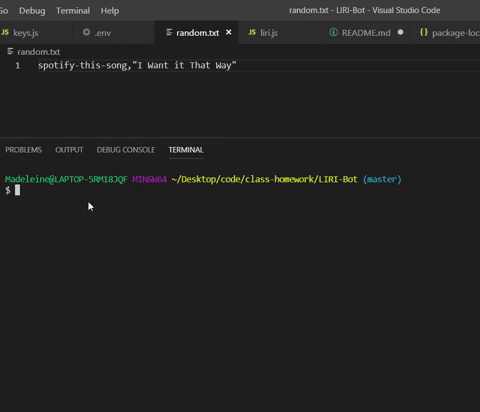 Go Debug Terminal Help random.txt - LIRI-Bot - Visual Studio Code
JS keys.js .env random.txt × JS liri.js README.md {} package-loc
random.txt
1 spotify-this-song,"I Want it That Way"
PROBLEMS OUTPUT DEBUG CONSOLE TERMINAL
Madeleine@LAPTOP-5RM18JQF MINGW64 ~/Desktop/code/class-homework/LIRI-Bot (master)
$